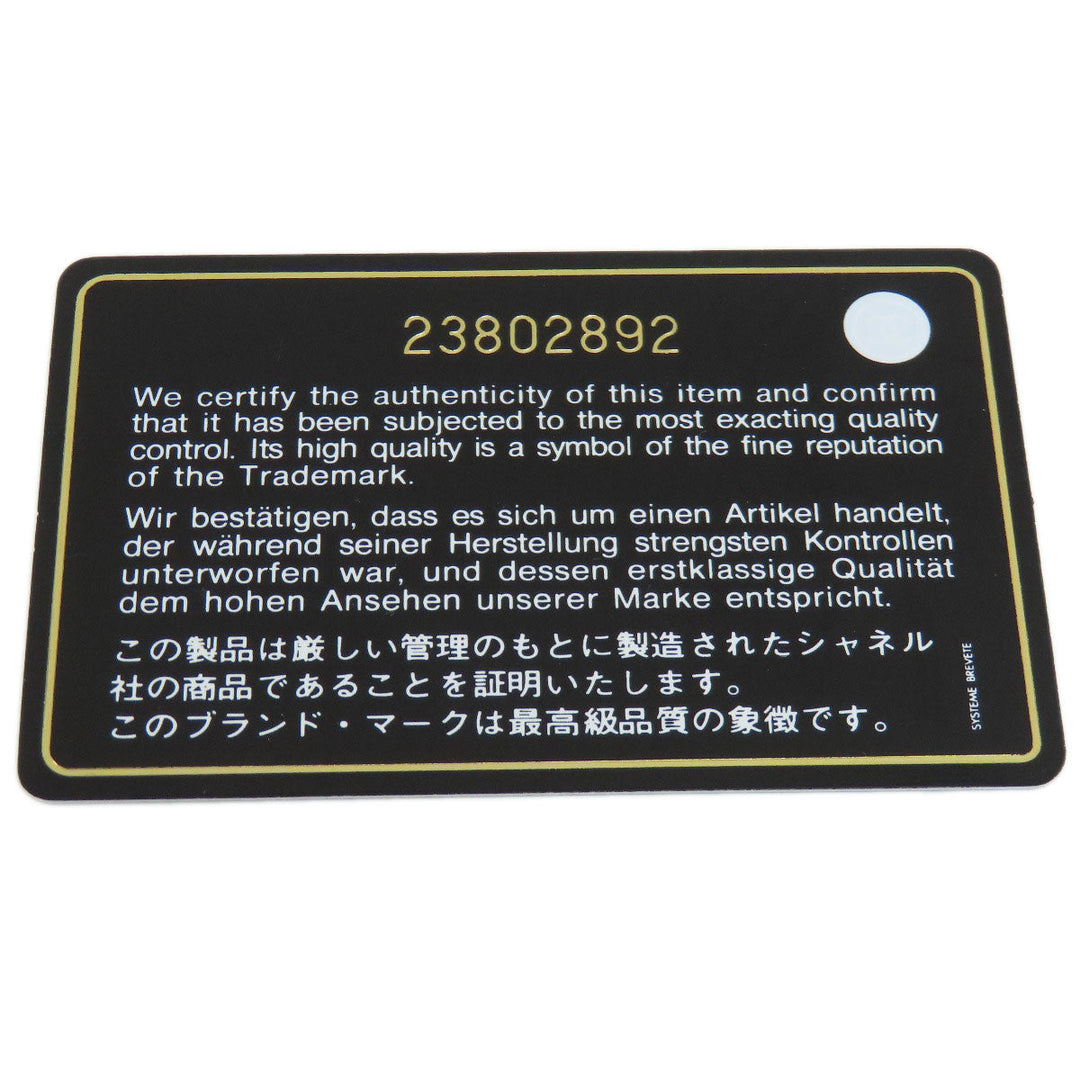 23802892
We certify the authenticity of this item and confirm
that it has been subjected to the most exacting quality
control. Its high quality is a symbol of the fine reputation
of the Trademark.
Wir bestätigen, dass es sich um einen Artikel handelt,
der während seiner Herstellung strengsten Kontrollen
unterworfen war, und dessen erstklassige Qualität
dem hohen Ansehen unserer Marke entspricht.
この製品は厳しい管理のもとに製造されたシャネル
社の商品であることを証明いたします。
このブランド・マークは最高級品質の象徴です。
SYSTEME BREVETE